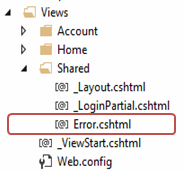 Views
Account
Home
Shared
_Layout.cshtml
_LoginPartial.cshtml
Error.cshtml
_ViewStart.cshtml
Web.config